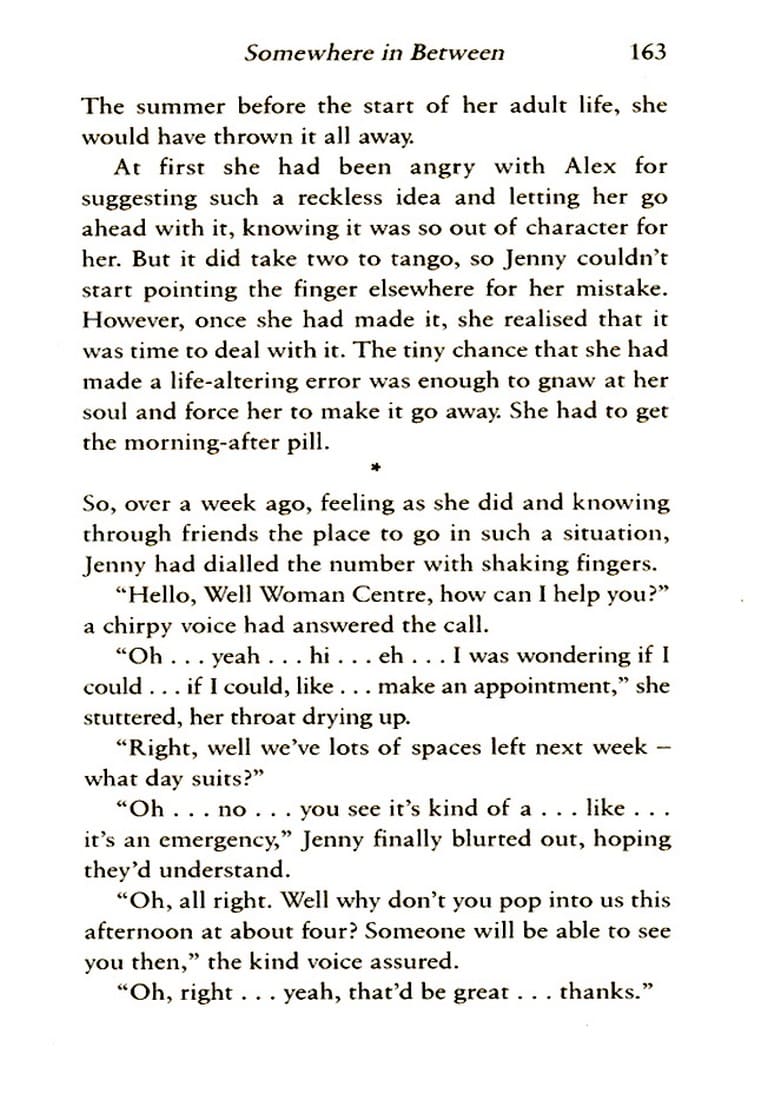 Somewhere in Between 163
The summer before the start of her adult life, she
would have thrown it all away.
At first she had been angry with Alex for
suggesting such a reckless idea and letting her go
ahead with it, knowing it was so out of character for
her. But it did take two to tango, so Jenny couldn’t
start pointing the finger elsewhere for her mistake.
However, once she had made it, she realised that it
was time to deal with it. The tiny chance that she had
made a life-altering error was enough to gnaw at her
soul and force her to make it go away. She had to get
the morning-after pill.
*
So, over a week ago, feeling as she did and knowing
through friends the place to go in such a situation,
Jenny had dialled the number with shaking fingers.
“Hello, Well Woman Centre, how can I help you?”
a chirpy voice had answered the call.
“Oh . . . yeah . . . hi . . . eh . . . I was wondering if I
could . . . if I could, like . . . make an appointment,” she
stuttered, her throat drying up.
“Right, well we’ve lots of spaces left next week –
what day suits?”
“Oh . . . no . . . you see it’s kind of a . . . like . . .
it’s an emergency,” Jenny finally blurted out, hoping
they’d understand.
“Oh, all right. Well why don’t you pop into us this
afternoon at about four? Someone will be able to see
you then,” the kind voice assured.
“Oh, right . . . yeah, that’d be great . . . thanks.”